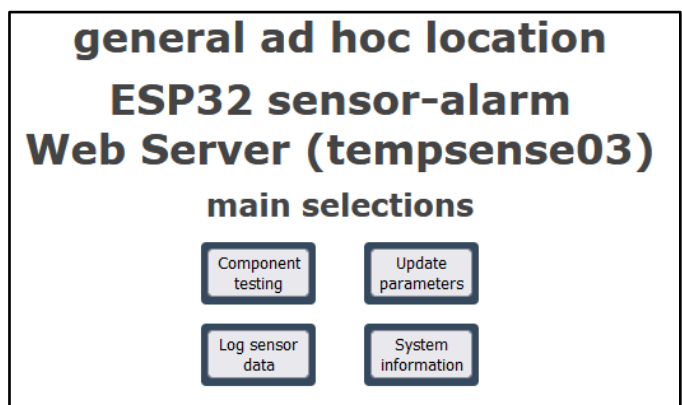 general ad hoc location
ESP32 sensor-alarm
Web Server (tempsense03)
main selections
Component
testing
Update
parameters
Log sensor
data
System
information